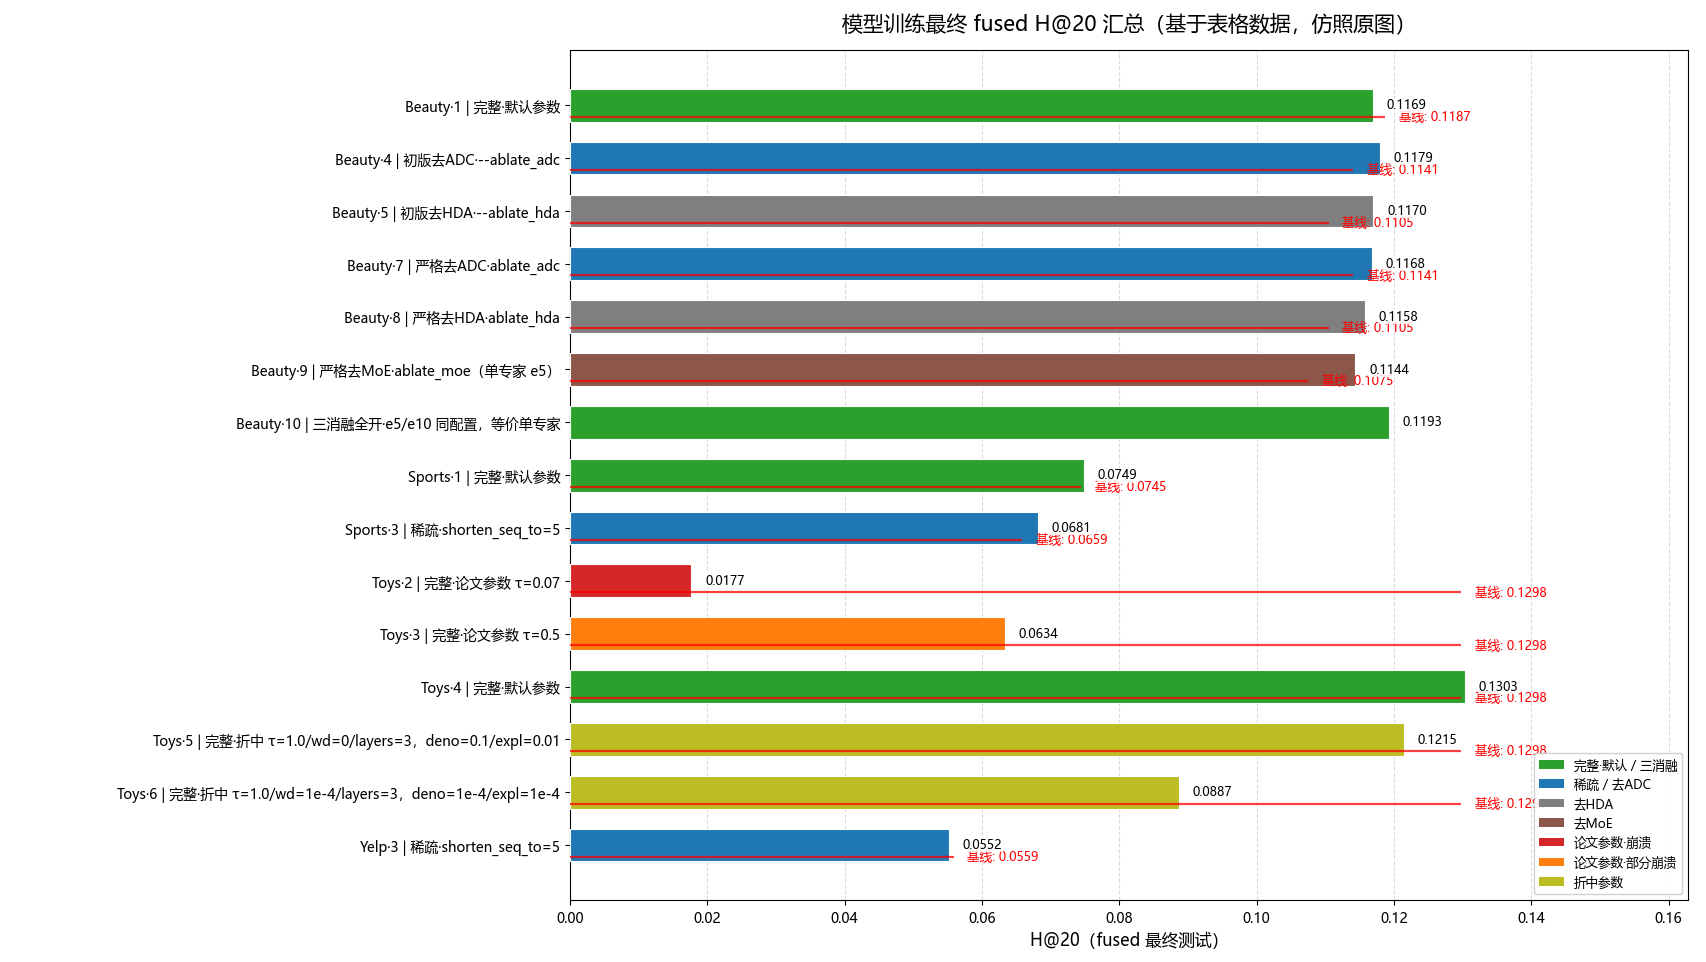 模型训练最终 fused H@20 汇总（基于表格数据，仿照原图）
Beauty·1 | 完整·默认参数
0.1169
基线: 0.1187
Beauty·4 | 初版去ADC·--ablate_adc
0.1179
基线: 0.1141
Beauty·5 | 初版去HDA·--ablate_hda
0.1170
基线: 0.1105
Beauty·7 | 严格去ADC·ablate_adc
0.1168
基线: 0.1141
Beauty·8 | 严格去HDA·ablate_hda
0.1158
基线: 0.1105
Beauty·9 | 严格去MoE·ablate_moe（单专家 e5）
0.1144
基线: 0.1075
Beauty·10 | 三消融全开·e5/e10 同配置，等价单专家
0.1193
Sports·1 | 完整·默认参数
0.0749
基线: 0.0745
Sports·3 | 稀疏·shorten_seq_to=5
0.0681
基线: 0.0659
Toys·2 | 完整·论文参数 τ=0.07
0.0177
基线: 0.1298
Toys·3 | 完整·论文参数 τ=0.5
0.0634
基线: 0.1298
Toys·4 | 完整·默认参数
0.1303
基线: 0.1298
Toys·5 | 完整·折中 τ=1.0/wd=0/layers=3，deno=0.1/expl=0.01
0.1215
基线: 0.1298
Toys·6 | 完整·折中 τ=1.0/wd=1e-4/layers=3，deno=1e-4/expl=1e-4
0.0887
基线:
Yelp·3 | 稀疏·shorten_seq_to=5
0.0552
基线: 0.0559
完整·默认 / 三消融
稀疏 / 去ADC
去HDA
去MoE
论文参数·崩溃
论文参数·部分崩溃
折中参数
0.00 0.02 0.04 0.06 0.08 0.10 0.12 0.14 0.16
H@20（fused 最终测试）